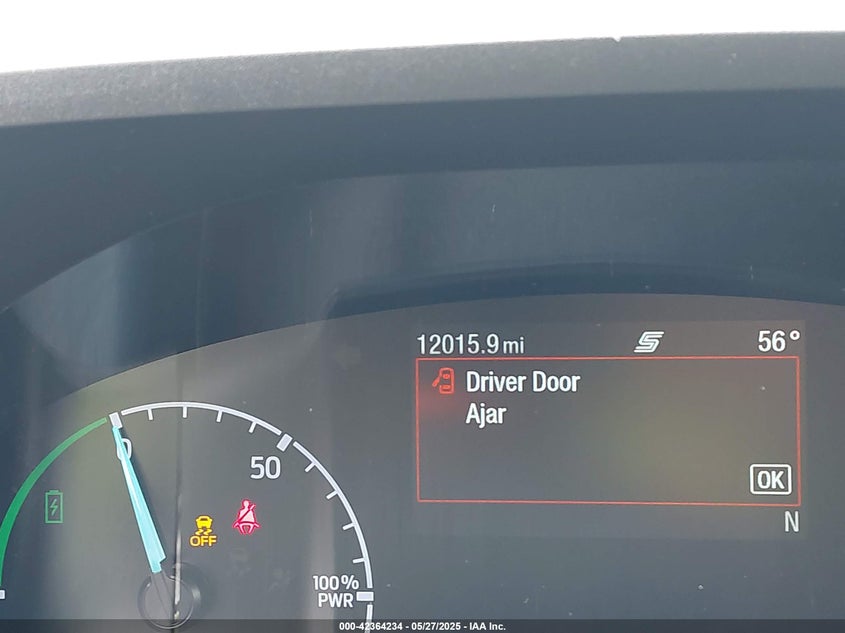 12015.9 mi
56°
Driver Door
Ajar
OK
N
0
50
OFF
100%
PWR
000-42364234 - 05/27/2025 - IAA Inc.